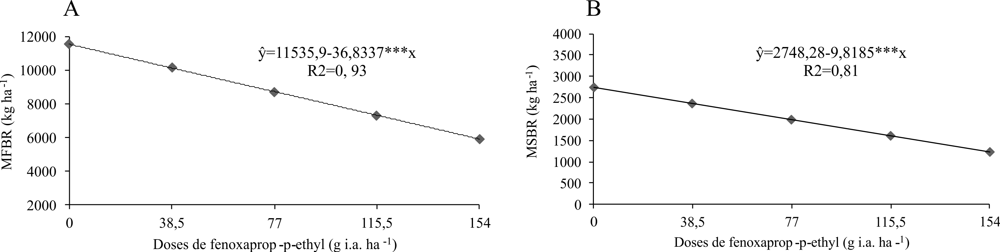 A
12000
10000
8000
6000
4000
2000
MFBR (kg ha-1)
ŷ=11535,9-36,8337***x
R2=0, 93
0 38,5 77 115,5 154
Doses de fenoxaprop -p-ethyl (g i.a. ha -1)
B
4000
3500
3000
2500
2000
1500
1000
500
0
MSBR (kg ha-1)
ŷ=2748,28-9,8185***x
R2=0,81
0 38,5 77 115,5 154
Doses de fenoxaprop -p-ethyl (g i.a. ha -1)